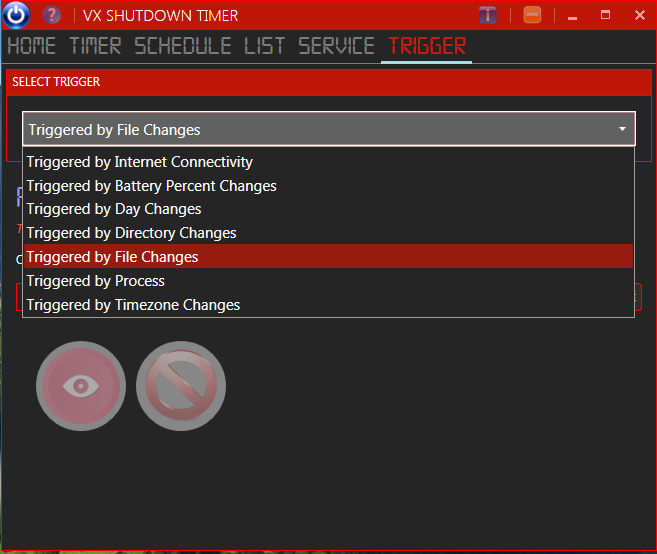 VX SHUTDOWN TIMER
HOME TIMER SCHEDULE LIST SERVICE TRIGGER
SELECT TRIGGER
Triggered by File Changes
Triggered by Internet Connectivity
Triggered by Battery Percent Changes
Triggered by Day Changes
Triggered by Directory Changes
Triggered by File Changes
Triggered by Process
Triggered by Timezone Changes